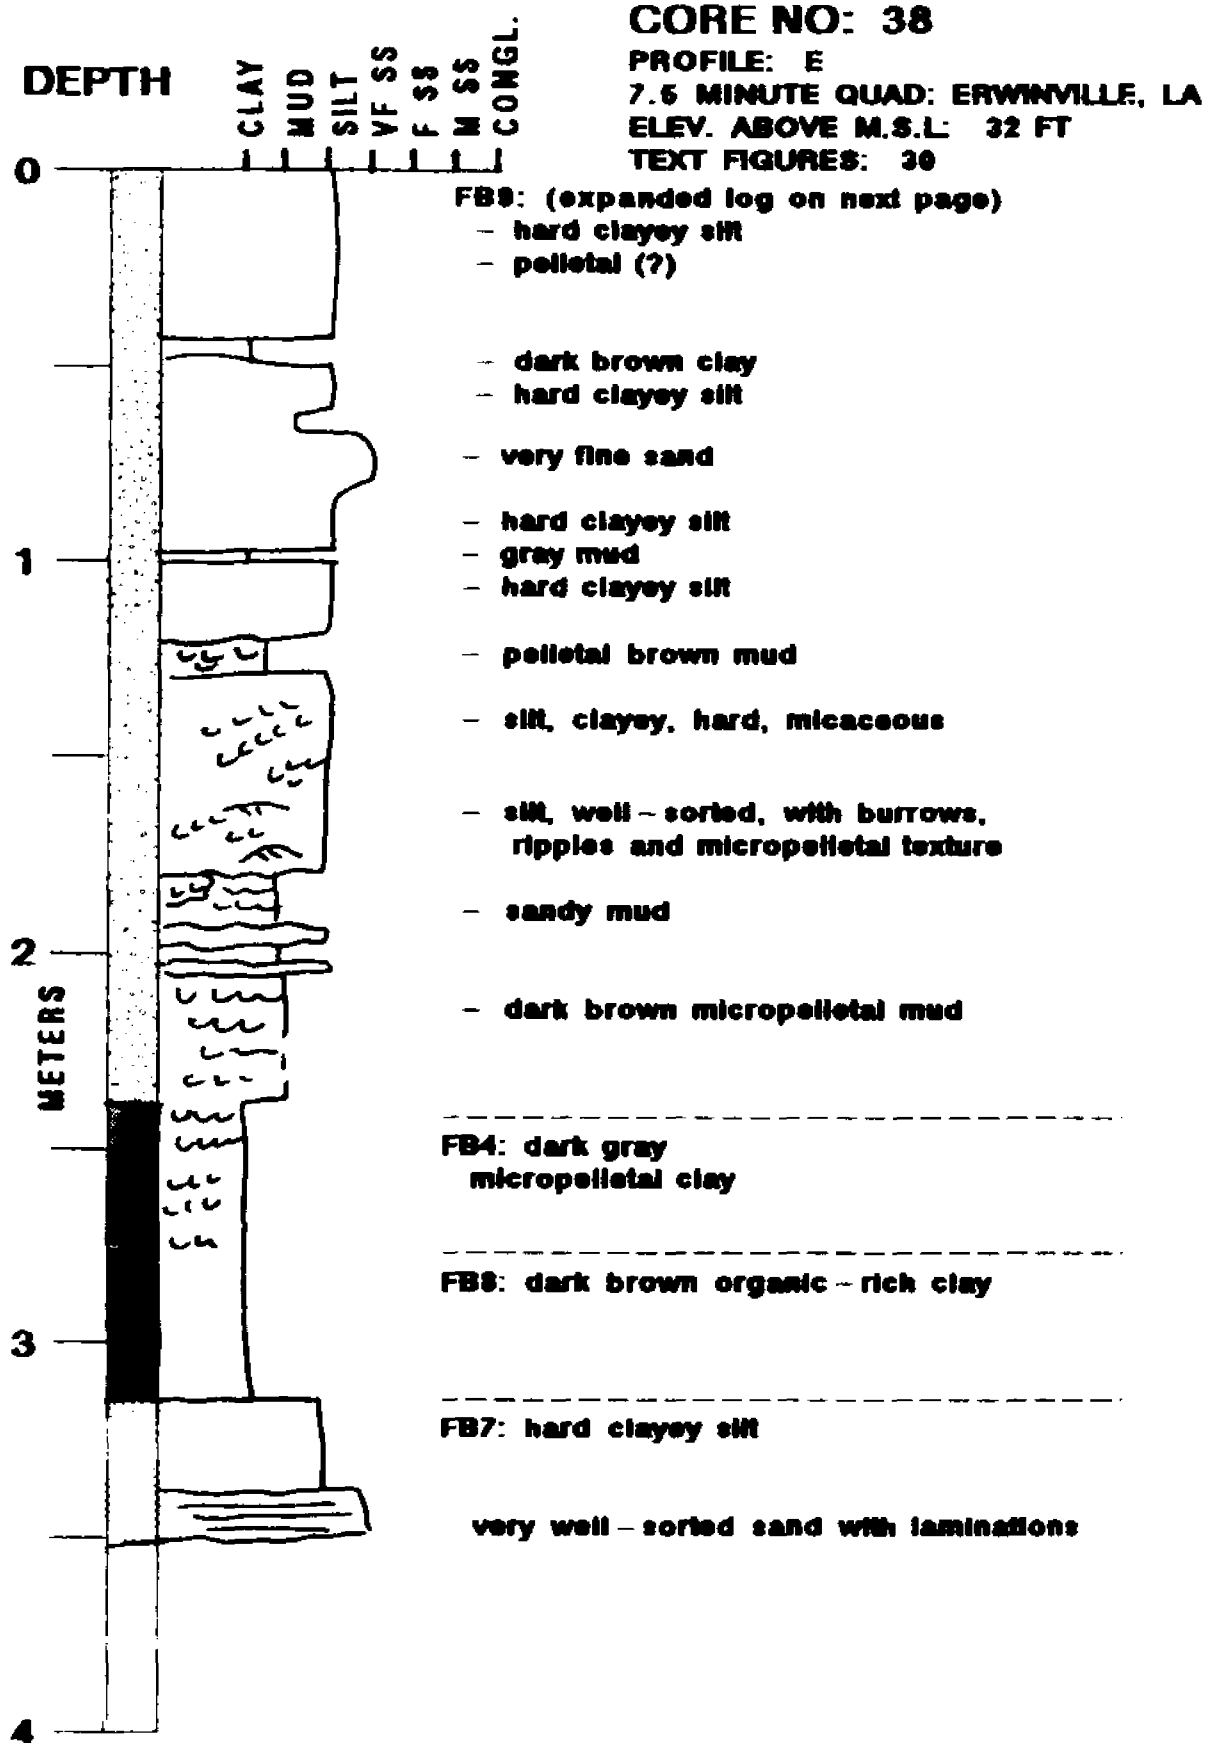 CORE NO: 38
PROFILE: E
7.5 MINUTE QUAD: ERWINVILLE, LA
ELEV. ABOVE M.S.L: 32 FT
TEXT FIGURES: 30
DEPTH
CLAY
MUD
SILT
VF SS
F SS
M SS
CONGL.
0
FB9: (expanded log on next page)
– hard clayey silt
– pelletal (?)
– dark brown clay
– hard clayey silt
– very fine sand
– hard clayey silt
1
– gray mud
– hard clayey silt
– pelletal brown mud
– silt, clayey, hard, micaceous
– silt, well–sorted, with burrows,
ripples and micropelletal texture
– sandy mud
2
METERS
– dark brown micropelletal mud
FB4: dark gray
micropelletal clay
FB8: dark brown organic–rich clay
3
FB7: hard clayey silt
very well–sorted sand with laminations
4